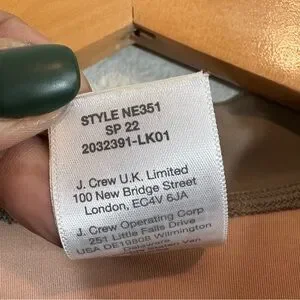 STYLE NE351
SP 22
2032391-LK01
J. Crew U.K. Limited
100 New Bridge Street
London, EC4V 6JA
J. Crew Operating Corp
251 Little Falls Drive
USA DE19808 Wilmington